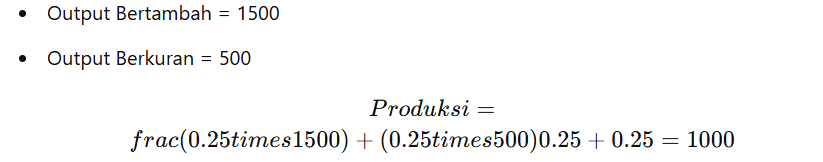 • Output Bertambah = 1500
• Output Berkuran = 500
Produksi =
frac(0.25times1500) + (0.25times500)0.25 + 0.25 = 1000